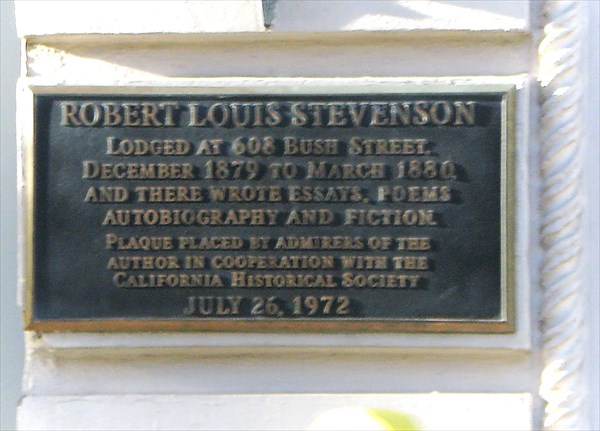 ROBERT LOUIS STEVENSON
LODGED AT 608 BUSH STREET,
DECEMBER 1879 TO MARCH 1880,
AND THERE WROTE ESSAYS, POEMS
AUTOBIOGRAPHY AND FICTION
PLAQUE PLACED BY ADMIRERS OF THE
AUTHOR IN COOPERATION WITH THE
CALIFORNIA HISTORICAL SOCIETY
JULY 26, 1972